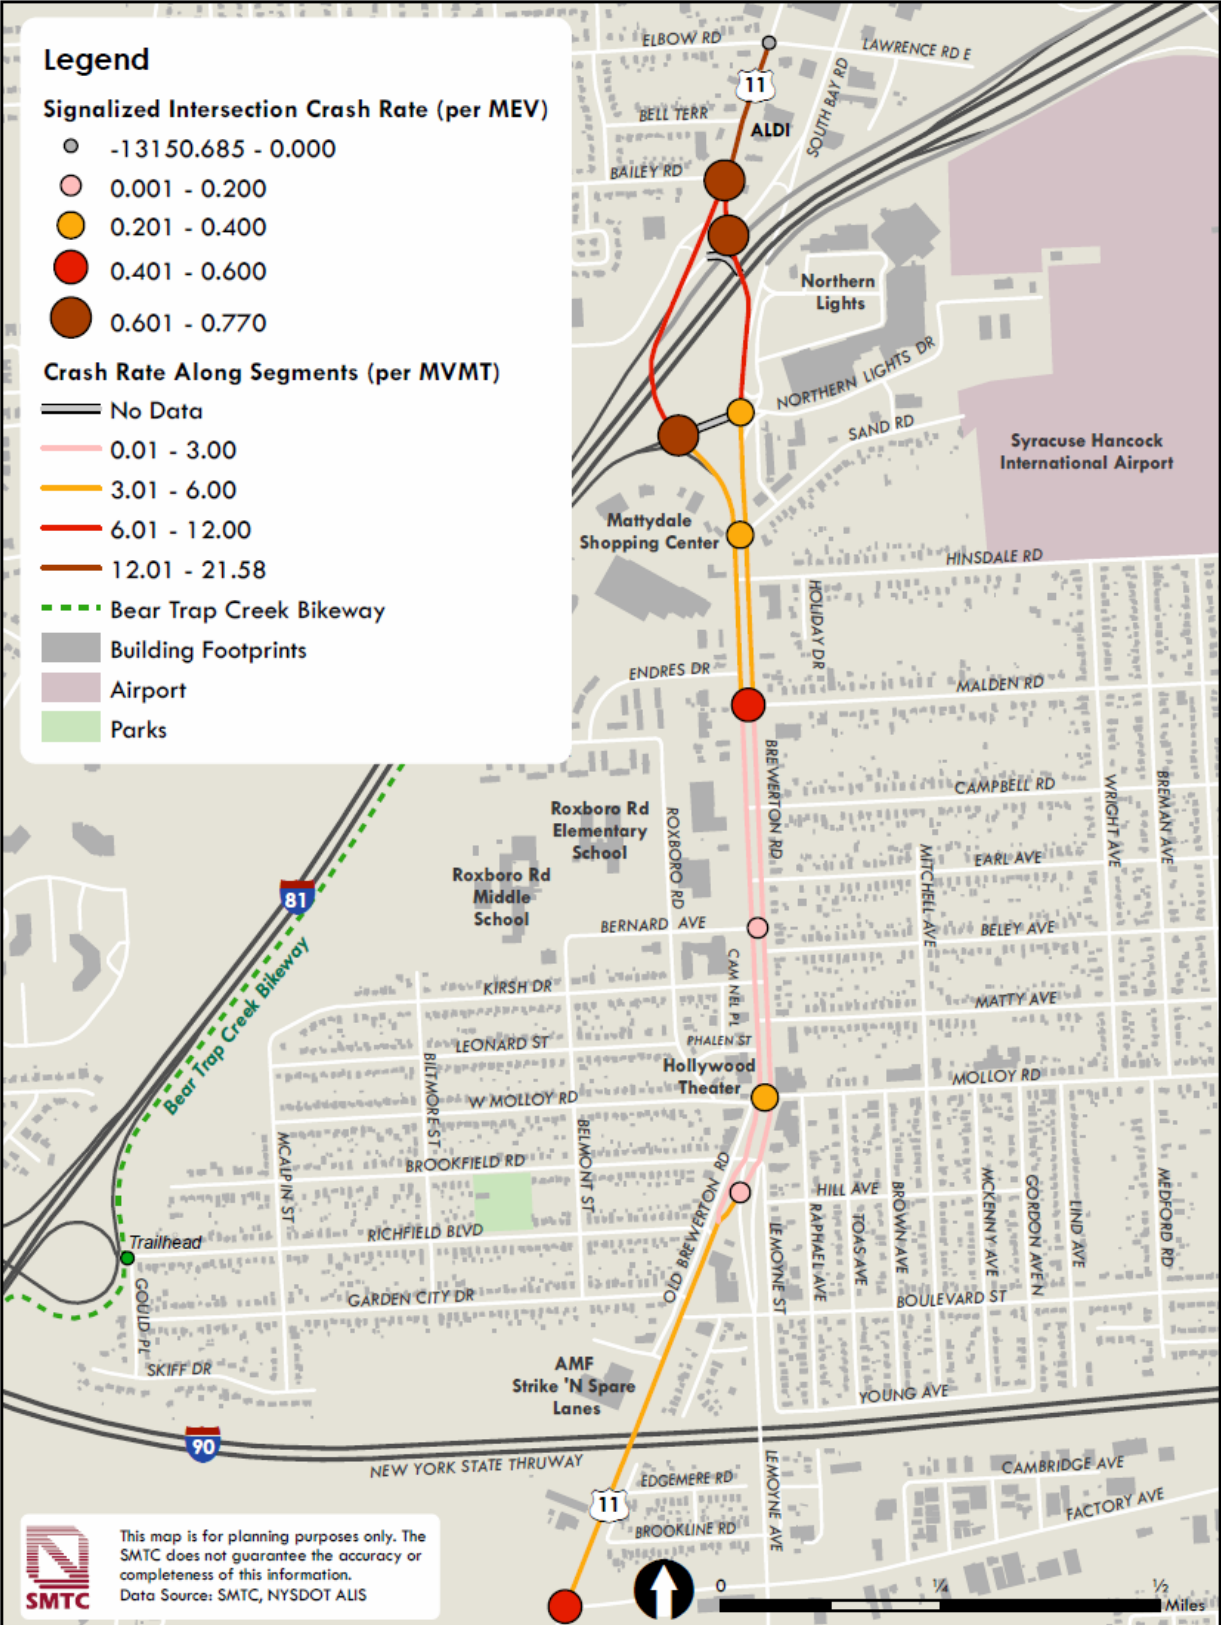 Legend
Signalized Intersection Crash Rate (per MEV)
-13150.685 - 0.000
0.001 - 0.200
0.201 - 0.400
0.401 - 0.600
0.601 - 0.770
Crash Rate Along Segments (per MVMT)
No Data
0.01 - 3.00
3.01 - 6.00
6.01 - 12.00
12.01 - 21.58
Bear Trap Creek Bikeway
Building Footprints
Airport
Parks
ELBOW RD
LAWRENCE RD E
11
SOUTH BAY RD
BELL TERR
ALDI
BAILEY RD
Northern
Lights
NORTHERN LIGHTS DR
SAND RD
Syracuse Hancock
International Airport
Mattydale
Shopping Center
HINSDALE RD
HOLIDAY DR
ENDRES DR
MALDEN RD
BREWERTON RD
CAMPBELL RD
WRIGHT AVE
BREMAN AVE
Roxboro Rd
Elementary
School
ROXBORO RD
EARL AVE
MITCHELL AVE
Roxboro Rd
Middle
School
81
BERNARD AVE
BELEY AVE
CAM NEL PL
Bear Trap Creek Bikeway
KIRSH DR
MATTY AVE
LEONARD ST
PHALEN ST
BILTMORE ST
Hollywood
Theater
MOLLOY RD
W MOLLOY RD
BELMONT ST
MCALPIN ST
BROOKFIELD RD
OLD BREWERTON RD
HILL AVE
RAPHAEL AVE
TOAS AVE
BROWN AVE
MCKENNY AVE
GORDON AVE N
LIND AVE
MEDFORD RD
LEMOYNE ST
RICHFIELD BLVD
Trailhead
GOULD PL
GARDEN CITY DR
BOULEVARD ST
SKIFF DR
AMF
Strike 'N Spare
Lanes
YOUNG AVE
90
NEW YORK STATE THRUWAY
LEMOYNE AVE
CAMBRIDGE AVE
EDGEMERE RD
11
FACTORY AVE
BROOKLINE RD
SMTC
This map is for planning purposes only. The
SMTC does not guarantee the accuracy or
completeness of this information.
Data Source: SMTC, NYSDOT ALIS
0 ¼ ½
Miles